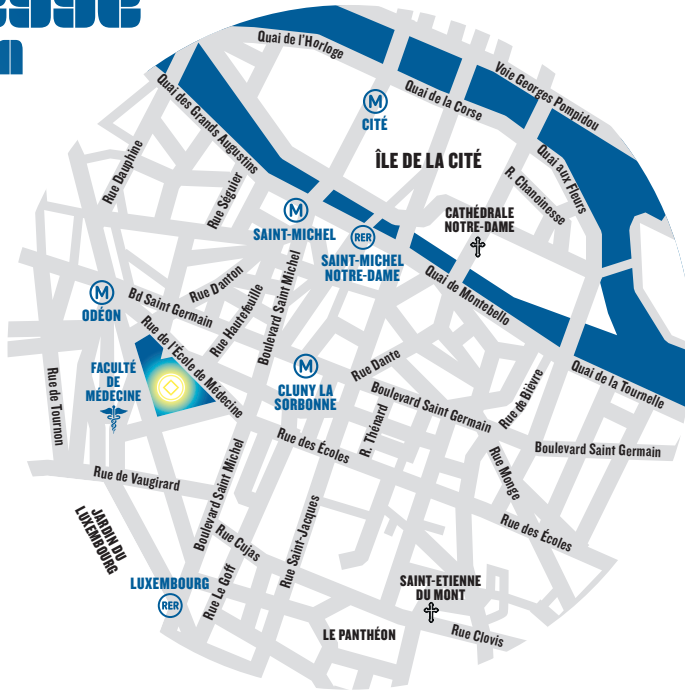 Quai de l'Horloge
Voie Georges Pompidou
Quai de la Corse
Quai des Grands Augustins
M
CITÉ
ÎLE DE LA CITÉ
Quai aux Fleurs
R. Chanoinesse
Rue Dauphine
Rue Séguier
M
SAINT-MICHEL
RER
SAINT-MICHEL
NOTRE-DAME
CATHÉDRALE
NOTRE-DAME
Quai de Montebello
Rue Danton
M
ODÉON
Bd Saint Germain
Rue Hautefeuille
Boulevard Saint Michel
Rue de l'École de Médecine
FACULTÉ
DE
MÉDECINE
M
CLUNY LA
SORBONNE
Rue Dante
Quai de la Tournelle
Rue de Tournon
Boulevard Saint Germain
Rue de Bièvre
R. Thénard
Rue des Écoles
Boulevard Saint Germain
Rue de Vaugirard
Boulevard Saint Michel
Rue Monge
JARDIN DU
LUXEMBOURG
Rue Saint-Jacques
Rue des Écoles
Rue Cujas
LUXEMBOURG
RER
Rue Le Goff
SAINT-ETIENNE
DU MONT
LE PANTHÉON
Rue Clovis